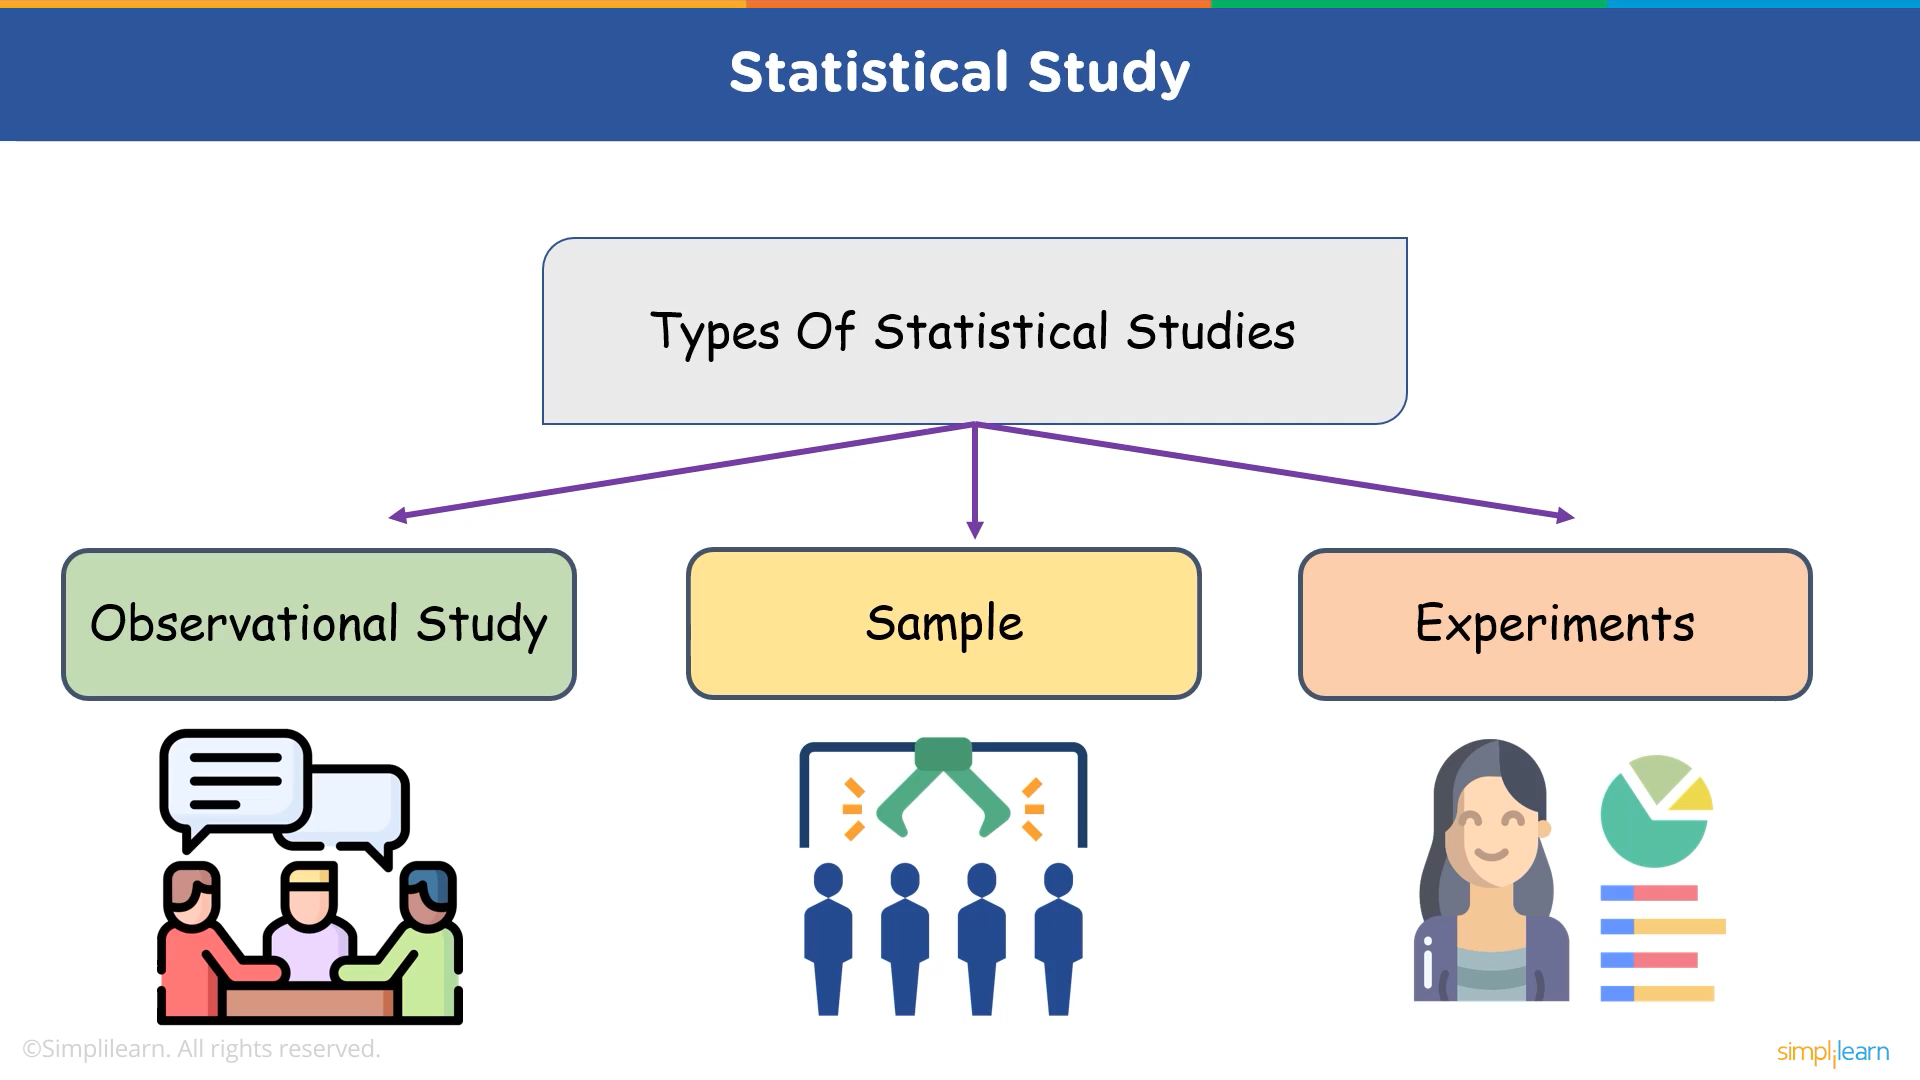 Statistical Study
Types Of Statistical Studies
Observational Study
Sample
Experiments
©Simplilearn. All rights reserved.
simplilearn